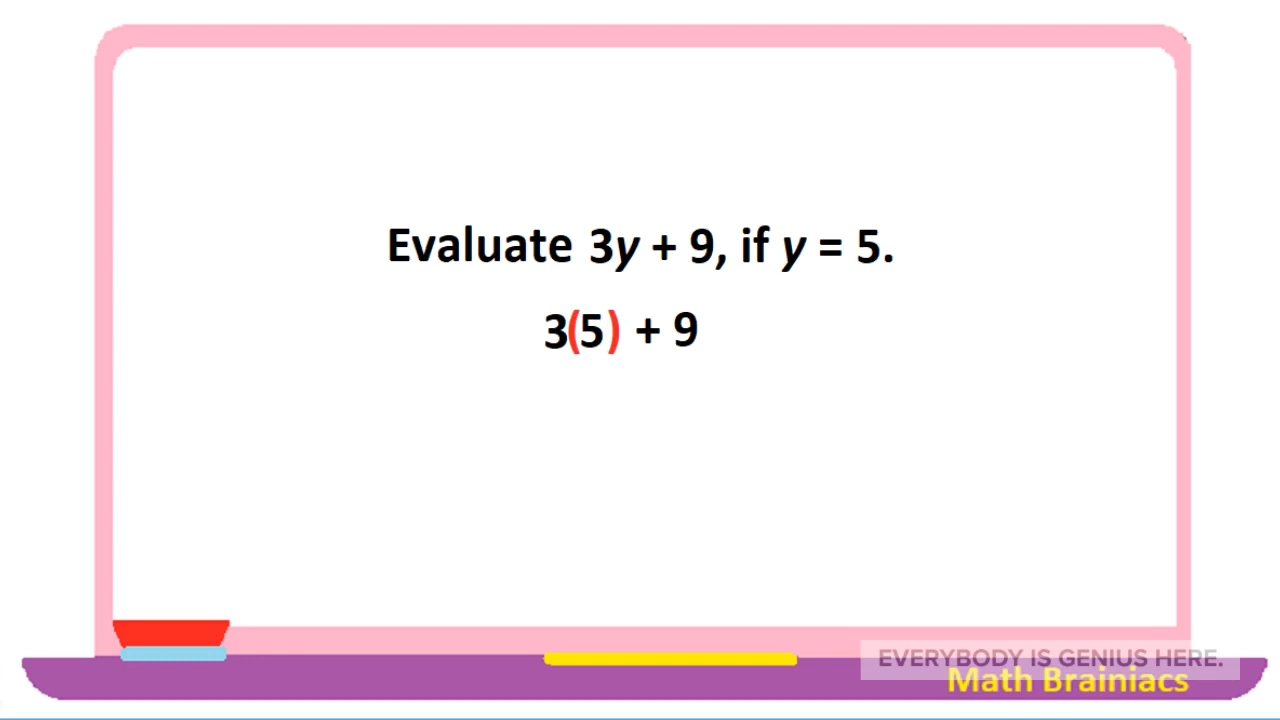 Evaluate 3y + 9, if y = 5.
3(5) + 9
EVERYBODY IS GENIUS HERE.
Math Brainiacs